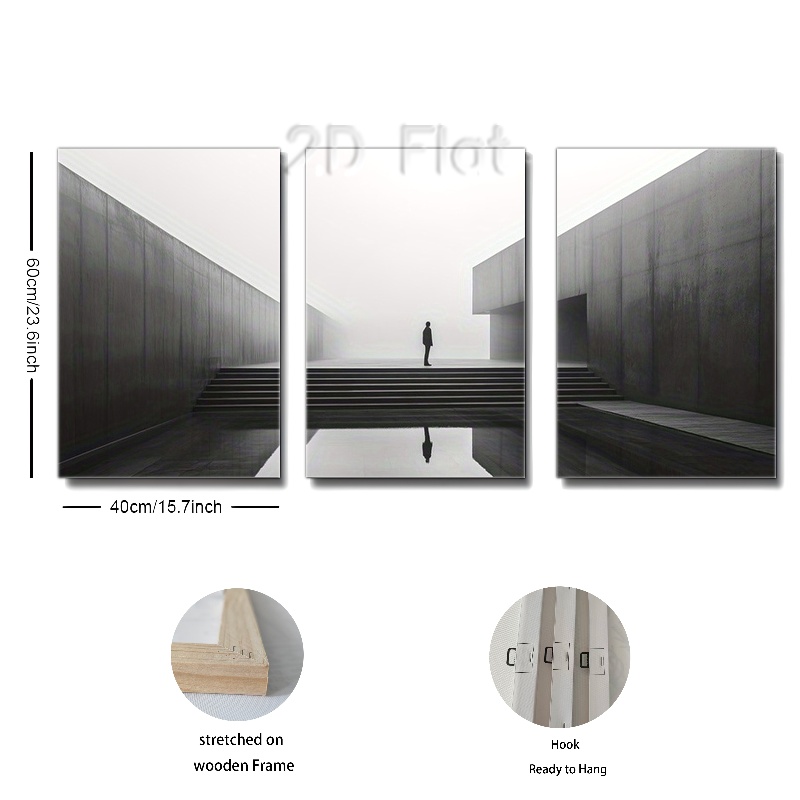 2D Flat
60cm/23.6inch
40cm/15.7inch
stretched on
wooden Frame
Hook
Ready to Hang